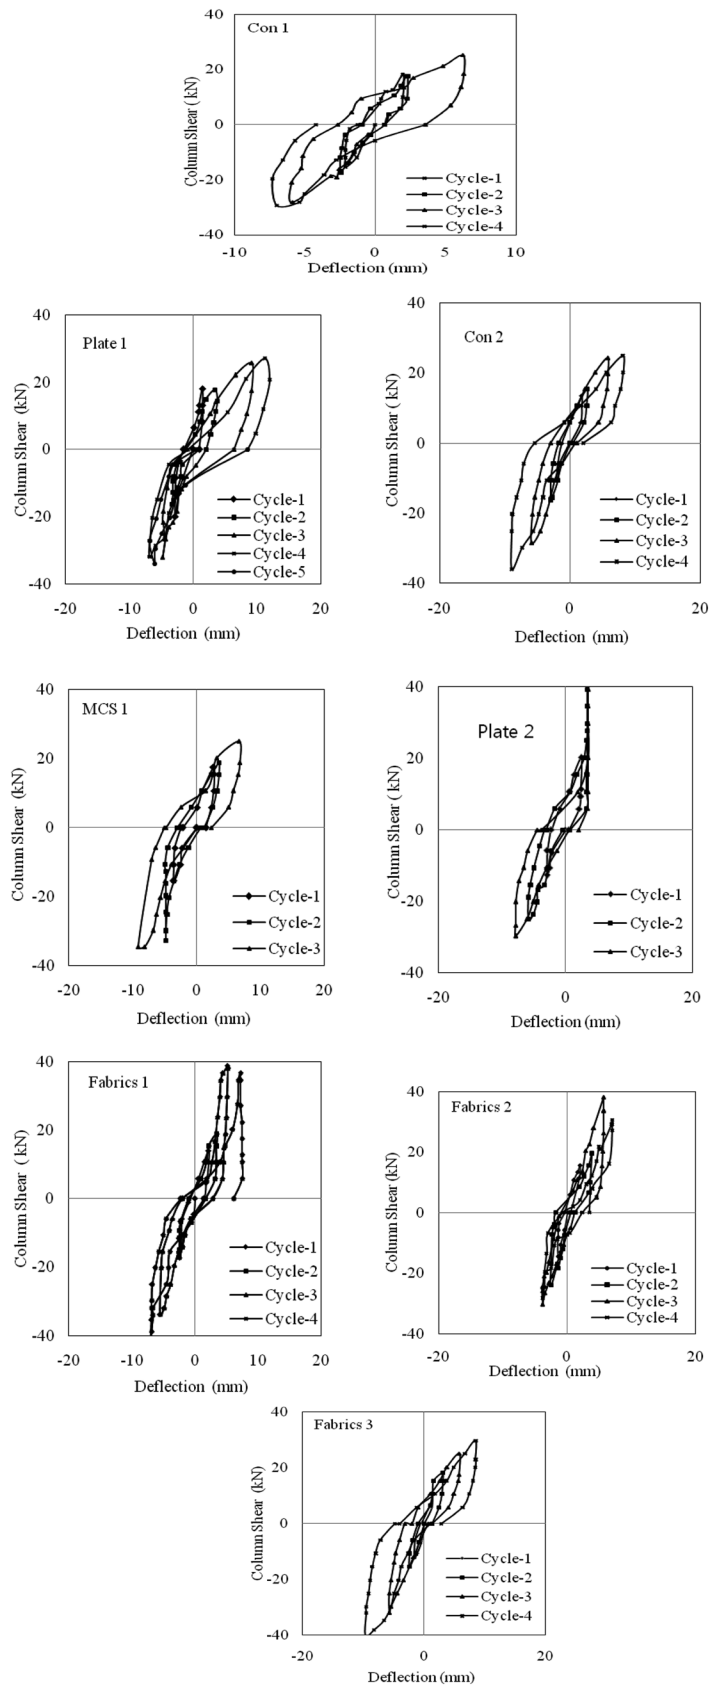 Con 1
40
20
0
-20
-40
-10
-5
0
5
10
Column Shear ( kN)
Deflection (mm)
Cycle-1
Cycle-2
Cycle-3
Cycle-4
Plate 1
40
20
0
-20
-40
-20
-10
0
10
20
Column Shear (kN)
Deflection (mm)
Cycle-1
Cycle-2
Cycle-3
Cycle-4
Cycle-5
Con 2
40
20
0
-20
-40
-20
0
20
Column Shear ( kN)
Deflection (mm)
Cycle-1
Cycle-2
Cycle-3
Cycle-4
MCS 1
40
20
0
-20
-40
-20
-10
0
10
20
Column Shear (kN)
Deflection (mm)
Cycle-1
Cycle-2
Cycle-3
Plate 2
40
20
0
-20
-40
-20
0
20
Column Shear ( kN)
Deflection (mm)
Cycle-1
Cycle-2
Cycle-3
Fabrics 1
40
20
0
-20
-40
-20
-10
0
10
20
Column Shear ( kN)
Deflection (mm)
Cycle-1
Cycle-2
Cycle-3
Cycle-4
Fabrics 2
40
20
0
-20
-40
-20
0
20
Column Shear (kN)
Deflection (mm)
Cycle-1
Cycle-2
Cycle-3
Cycle-4
Fabrics 3
40
20
0
-20
-40
-20
0
20
Column Shear (kN)
Deflection (mm)
Cycle-1
Cycle-2
Cycle-3
Cycle-4